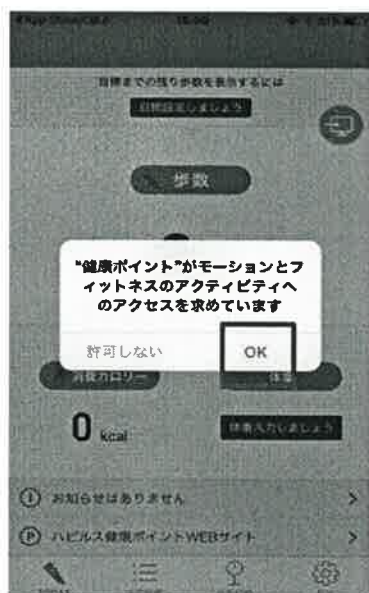 App Store
目標までの残り歩数を表示するには
目標設定しましょう
歩数
"健康ポイント"がモーションとフ
ィットネスのアクティビティへ
のアクセスを求めています
許可しない
OK
消費カロリー
体重
0 kcal
体重入力しましょう
お知らせはありません
P
ハピルス健康ポイントWEBサイト